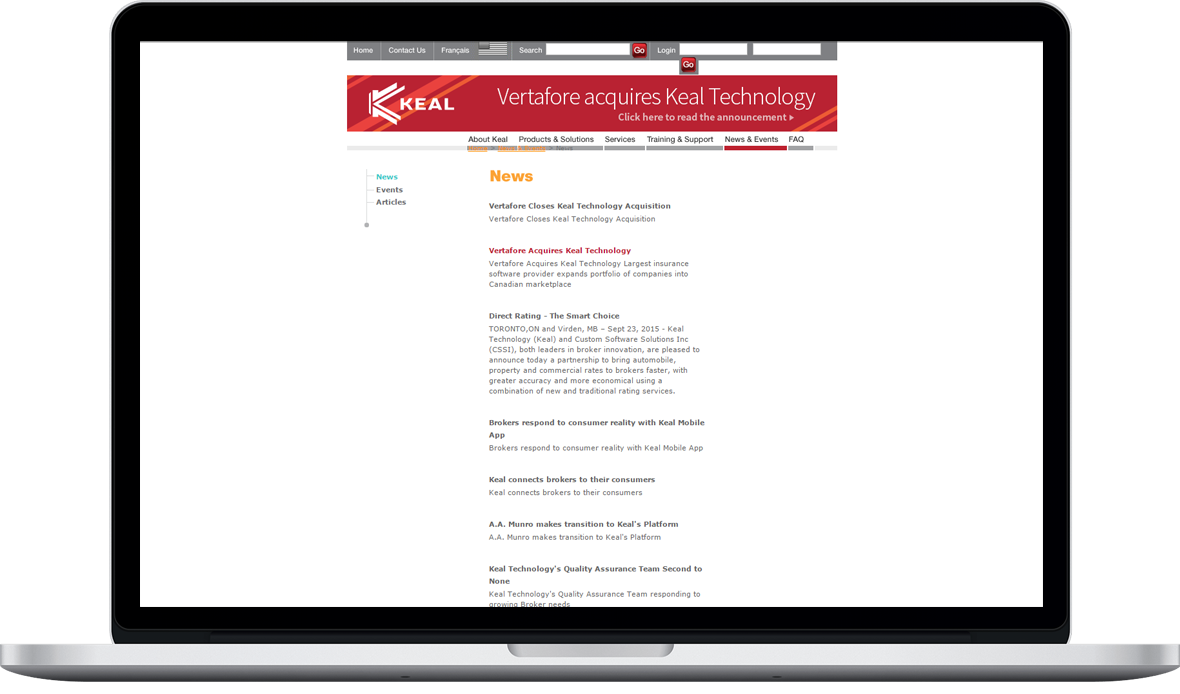 Home Contact Us Français Search Go Login
Go
KEAL
Vertafore acquires Keal Technology
Click here to read the announcement
About Keal Products & Solutions Services Training & Support News & Events FAQ
News
News
Events
Articles
News
Vertafore Closes Keal Technology Acquisition
Vertafore Closes Keal Technology Acquisition
Vertafore Acquires Keal Technology
Vertafore Acquires Keal Technology Largest insurance
software provider expands portfolio of companies into
Canadian marketplace
Direct Rating - The Smart Choice
TORONTO,ON and Virden, MB – Sept 23, 2015 - Keal
Technology (Keal) and Custom Software Solutions Inc
(CSSI), both leaders in broker innovation, are pleased to
announce today a partnership to bring automobile,
property and commercial rates to brokers faster, with
greater accuracy and more economical using a
combination of new and traditional rating services.
Brokers respond to consumer reality with Keal Mobile
App
Brokers respond to consumer reality with Keal Mobile App
Keal connects brokers to their consumers
Keal connects brokers to their consumers
A.A. Munro makes transition to Keal's Platform
A.A. Munro makes transition to Keal's Platform
Keal Technology's Quality Assurance Team Second to
None
Keal Technology's Quality Assurance Team responding to
growing Broker needs